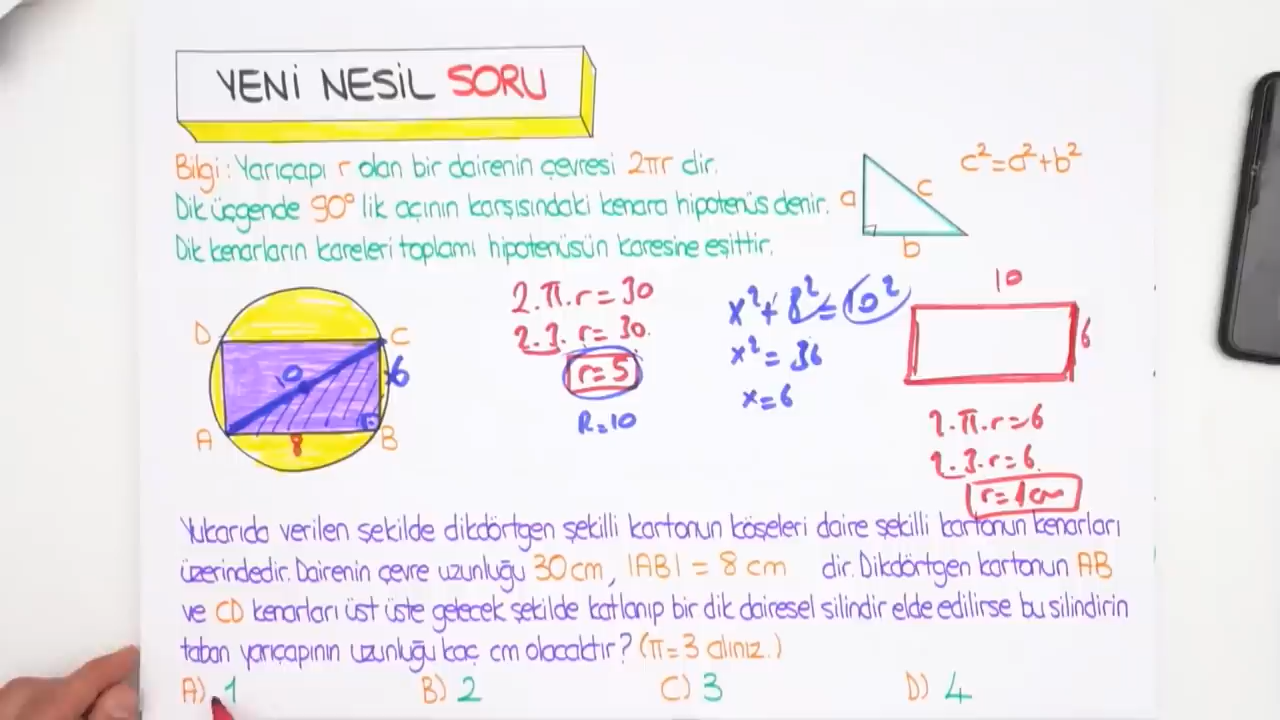 YENİ NESİL SORU
Bilgi: Yarıçapı r olan bir dairenin çevresi 2πr dir.
Dik üçgende 90° lik açının karşısındaki kenara hipotenüs denir.
Dik kenarların kareleri toplamı hipotenüsün karesine eşittir.
a
c
b
c²=a²+b²
D
C
A
B
10
6
8
2.π.r=30
2.3.r=30
r=5
R=10
x²+8²=10²
x²=36
x=6
10
6
2.π.r=6
2.3.r=6
r=1cm
Yukarıda verilen şekilde dikdörtgen şekilli kartonun köşeleri daire şekilli kartonun kenarları
üzerindedir. Dairenin çevre uzunluğu 30 cm, |AB| = 8 cm dir. Dikdörtgen kartonun AB
ve CD kenarları üst üste gelecek şekilde katlanıp bir dik dairesel silindir elde edilirse bu silindirin
taban yarıçapının uzunluğu kaç cm olacaktır? (π=3 alınız.)
A) 1 B) 2 C) 3 D) 4